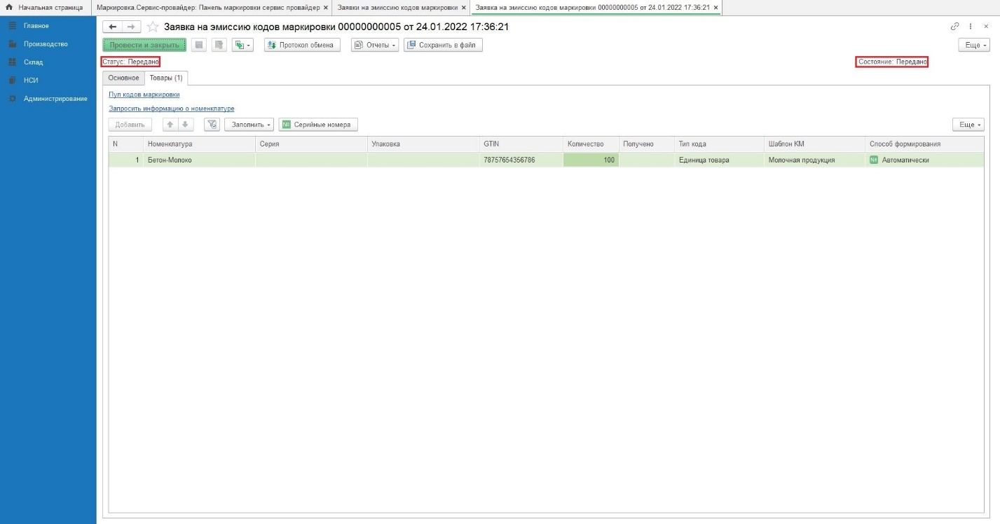 Начальная страница Маркировка.Сервис-провайдер: Панель маркировки сервис провайдер × Заявки на эмиссию кодов маркировки × Заявка на эмиссию кодов маркировки 00000000005 от 24.01.2022 17:36:21 ×
Главное
Производство
Склад
НСИ
Администрирование
Заявка на эмиссию кодов маркировки 00000000005 от 24.01.2022 17:36:21
Провести и закрыть Протокол обмена Отчеты Сохранить в файл Еще
Статус: Передано Состояние: Передано
Основное Товары (1)
Пул кодов маркировки
Запросить информацию о номенклатуре
Добавить Заполнить № Серийные номера Еще
N Номенклатура Серия Упаковка GTIN Количество Получено Тип кода Шаблон КМ Способ формирования
1 Бетон-Молоко 78757654356786 100 Единица товара Молочная продукция № Автоматически